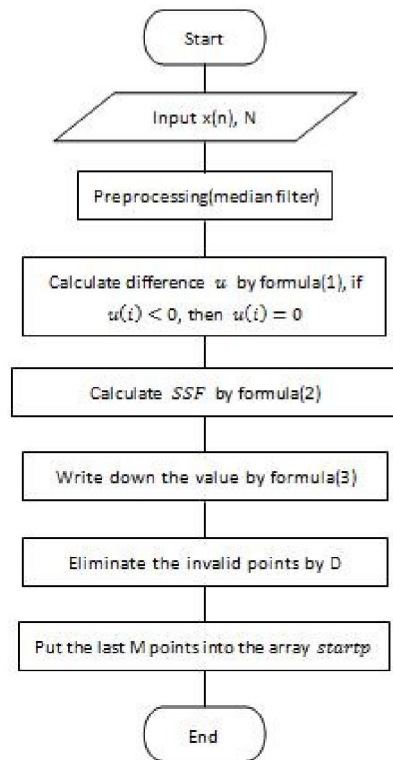 Start
Input x(n), N
Preprocessing(median filter)
Calculate difference u by formula(1), if
u(i) < 0, then u(i) = 0
Calculate SSF by formula(2)
Write down the value by formula(3)
Eliminate the invalid points by D
Put the last M points into the array startp
End